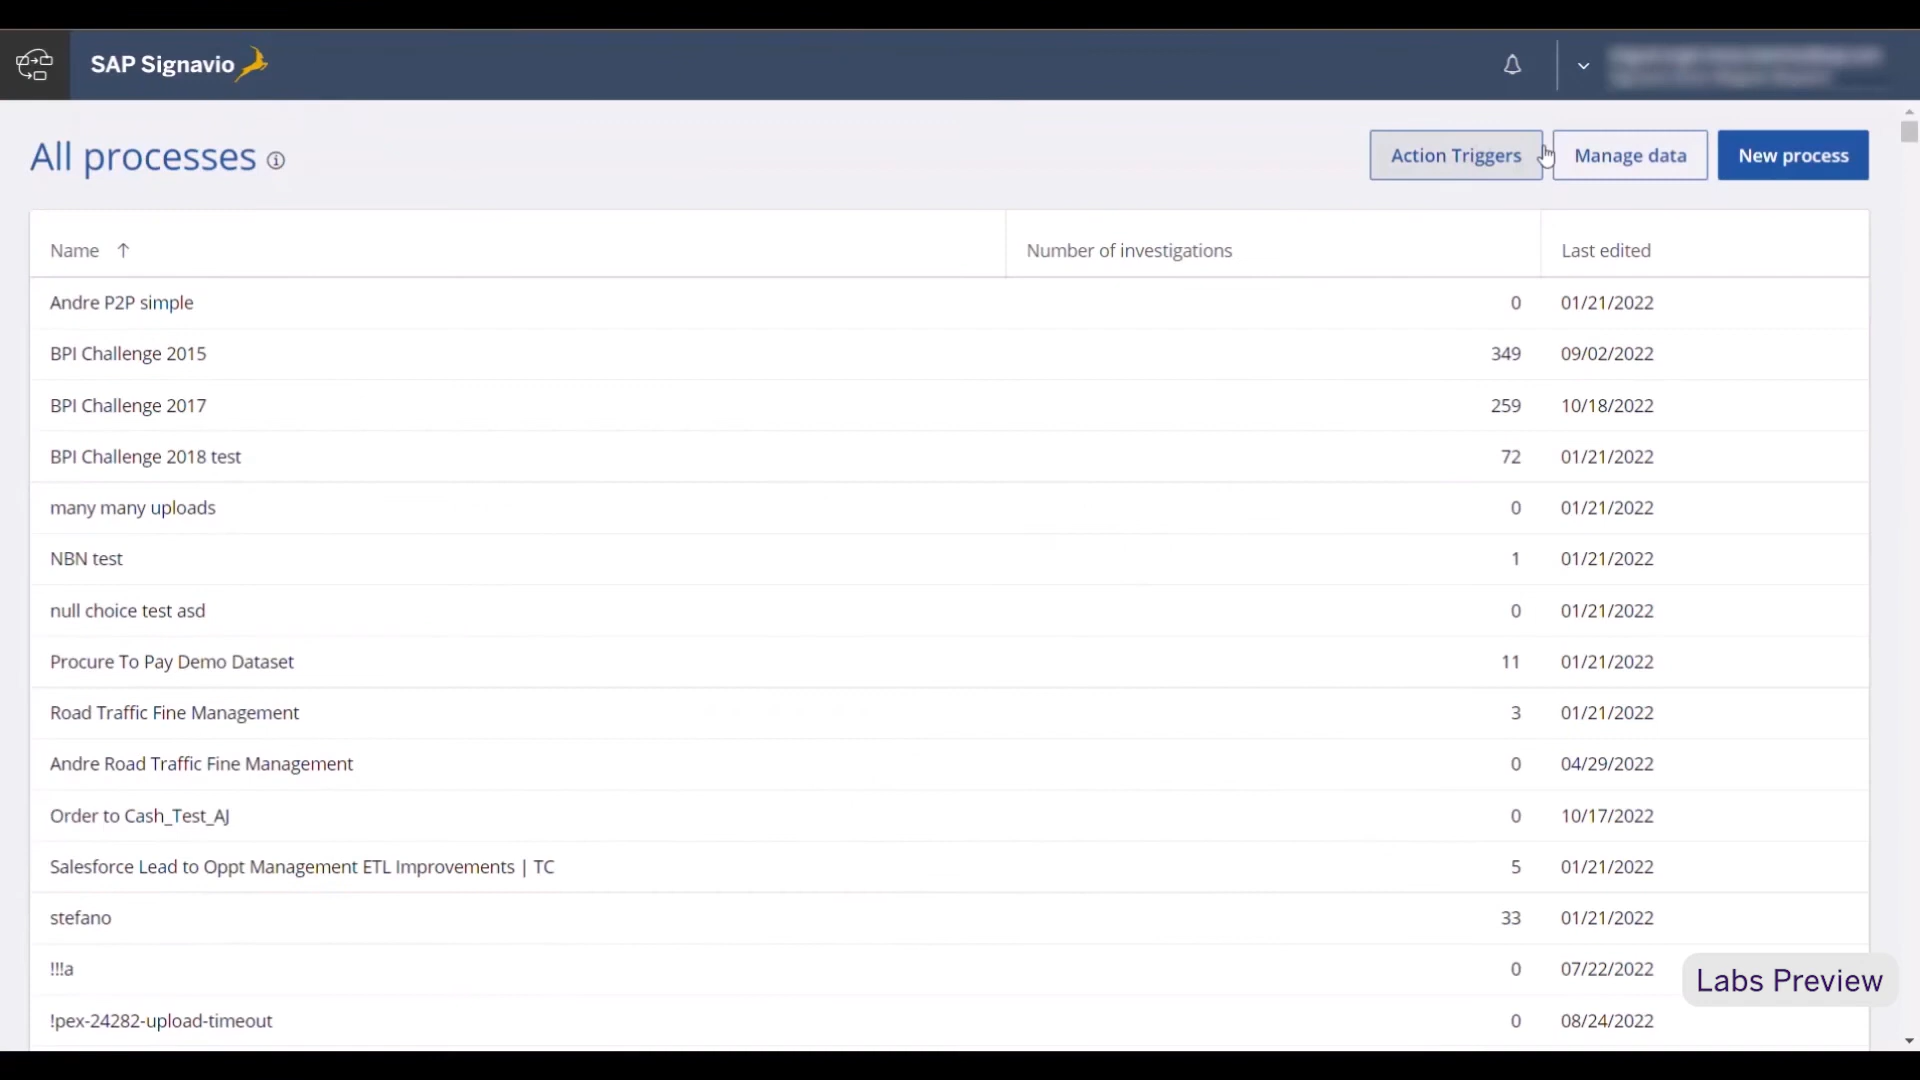 SAP Signavio
All processes
Action Triggers
Manage data
New process
Name Number of investigations Last edited
Andre P2P simple 0 01/21/2022
BPI Challenge 2015 349 09/02/2022
BPI Challenge 2017 259 10/18/2022
BPI Challenge 2018 test 72 01/21/2022
many many uploads 0 01/21/2022
NBN test 1 01/21/2022
null choice test asd 0 01/21/2022
Procure To Pay Demo Dataset 11 01/21/2022
Road Traffic Fine Management 3 01/21/2022
Andre Road Traffic Fine Management 0 04/29/2022
Order to Cash_Test_AJ 0 10/17/2022
Salesforce Lead to Oppt Management ETL Improvements | TC 5 01/21/2022
stefano 33 01/21/2022
!!!a 0 07/22/2022
!pex-24282-upload-timeout 0 08/24/2022
Labs Preview